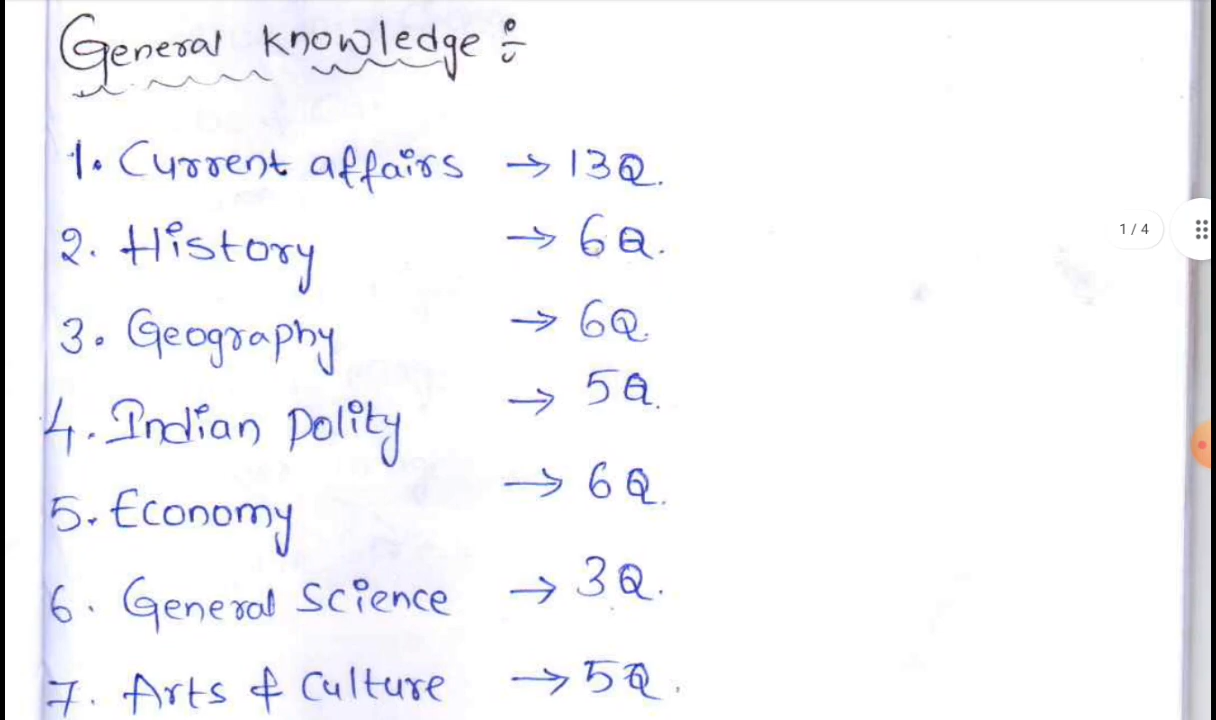 General knowledge :-
1. Current affairs → 13Q.
2. History → 6Q.
3. Geography → 6Q.
1 / 4
4. Indian polity → 5Q.
5. Economy → 6Q.
6. General Science → 3Q.
7. Arts & Culture → 5Q.